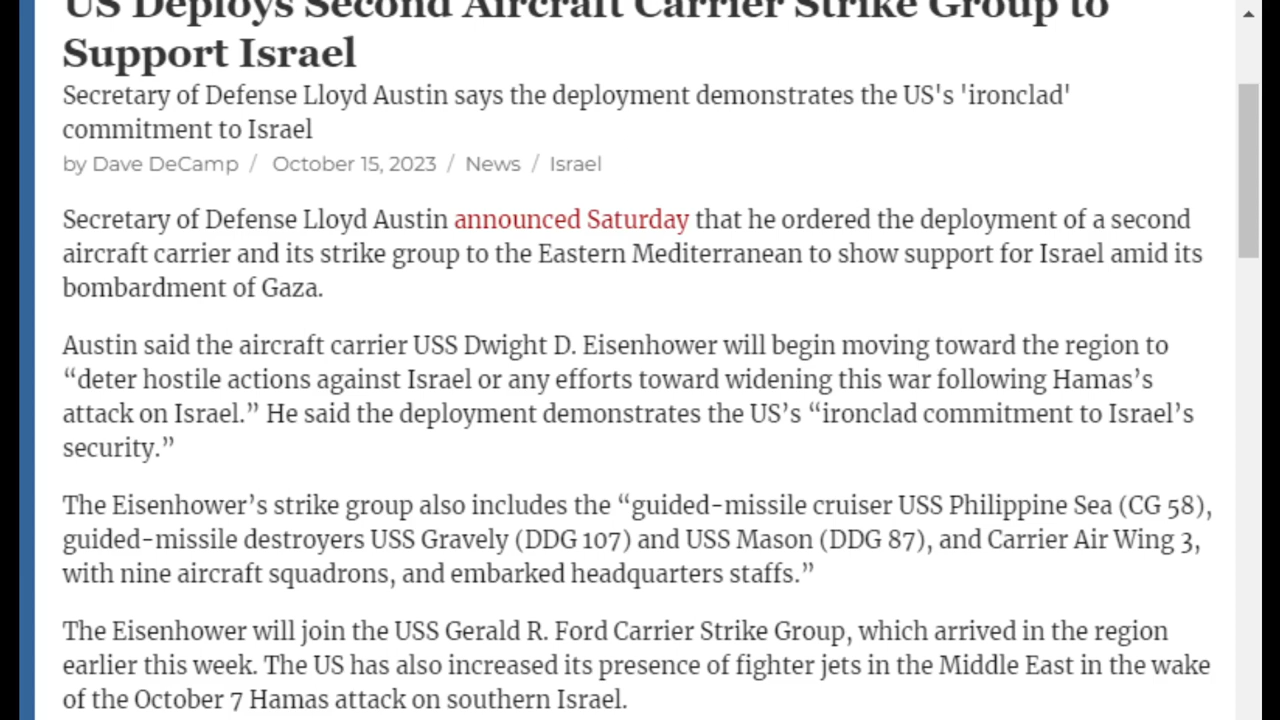 US Deploys Second Aircraft Carrier Strike Group to
Support Israel
Secretary of Defense Lloyd Austin says the deployment demonstrates the US's 'ironclad'
commitment to Israel
by Dave DeCamp / October 15, 2023 / News / Israel
Secretary of Defense Lloyd Austin announced Saturday that he ordered the deployment of a second
aircraft carrier and its strike group to the Eastern Mediterranean to show support for Israel amid its
bombardment of Gaza.
Austin said the aircraft carrier USS Dwight D. Eisenhower will begin moving toward the region to
“deter hostile actions against Israel or any efforts toward widening this war following Hamas’s
attack on Israel.” He said the deployment demonstrates the US’s “ironclad commitment to Israel’s
security.”
The Eisenhower’s strike group also includes the “guided-missile cruiser USS Philippine Sea (CG 58),
guided-missile destroyers USS Gravely (DDG 107) and USS Mason (DDG 87), and Carrier Air Wing 3,
with nine aircraft squadrons, and embarked headquarters staffs.”
The Eisenhower will join the USS Gerald R. Ford Carrier Strike Group, which arrived in the region
earlier this week. The US has also increased its presence of fighter jets in the Middle East in the wake
of the October 7 Hamas attack on southern Israel.